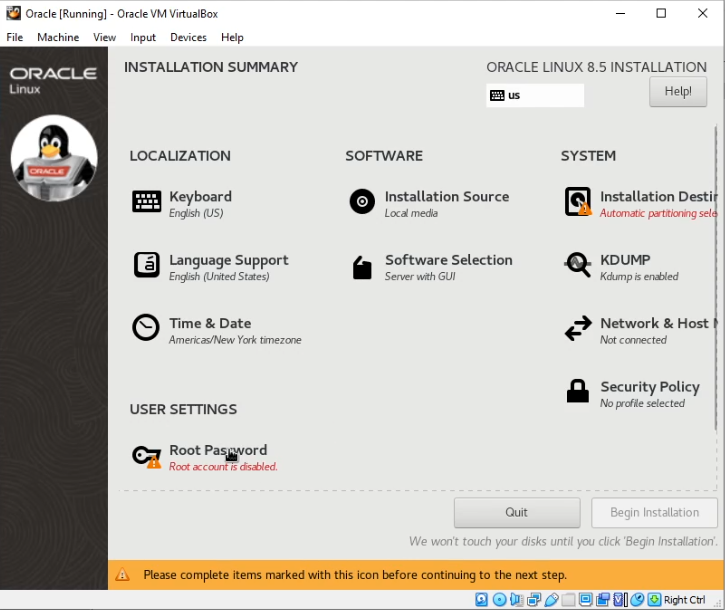 Oracle [Running] - Oracle VM VirtualBox
File Machine View Input Devices Help
ORACLE
Linux
ORACLE
INSTALLATION SUMMARY
ORACLE LINUX 8.5 INSTALLATION
us
Help!
LOCALIZATION
Keyboard
English (US)
Language Support
English (United States)
Time & Date
Americas/New York timezone
SOFTWARE
Installation Source
Local media
Software Selection
Server with GUI
SYSTEM
Installation Destin
Automatic partitioning sele
KDUMP
Kdump is enabled
Network & Host N
Not connected
Security Policy
No profile selected
USER SETTINGS
Root Password
Root account is disabled.
Quit
Begin Installation
We won't touch your disks until you click 'Begin Installation'.
Please complete items marked with this icon before continuing to the next step.
Right Ctrl